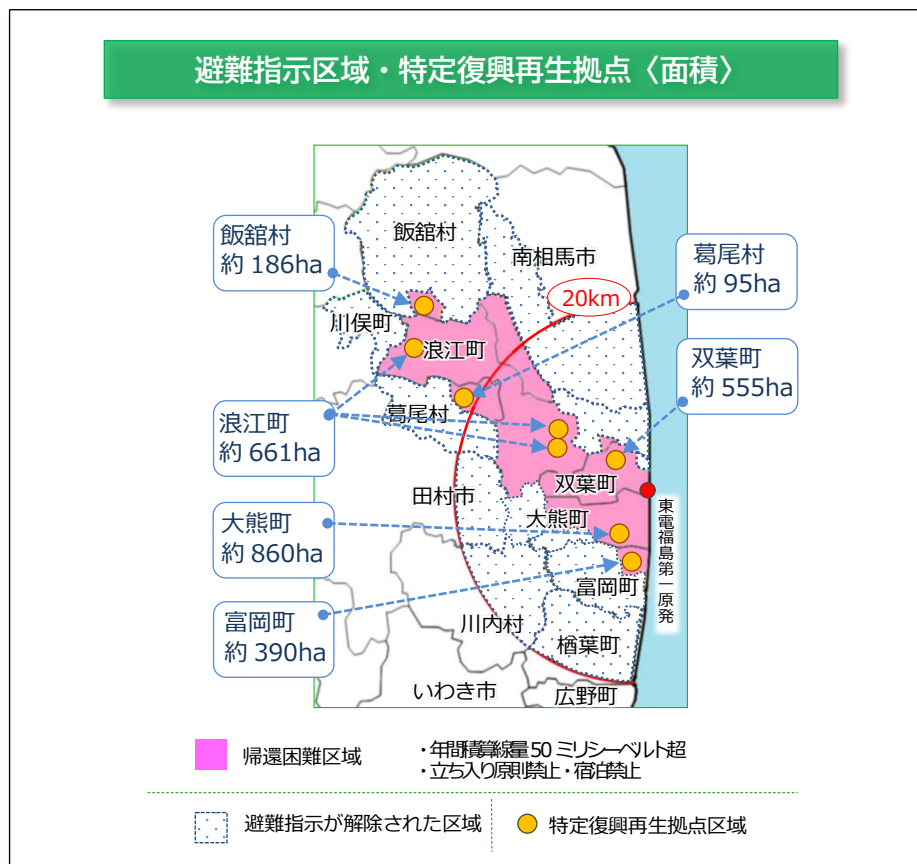 避難指示区域・特定復興再生拠点〈面積〉
飯舘村
約 186ha
飯舘村
南相馬市
葛尾村
約 95ha
20km
川俣町
浪江町
双葉町
約 555ha
葛尾村
浪江町
約 661ha
田村市
双葉町
大熊町
大熊町
約 860ha
東電福島第一原発
富岡町
富岡町
約 390ha
川内村
楢葉町
いわき市
広野町
帰還困難区域
・年間積算線量50 ミリシーベルト超
・立ち入り原則禁止・宿泊禁止
避難指示が解除された区域
特定復興再生拠点区域